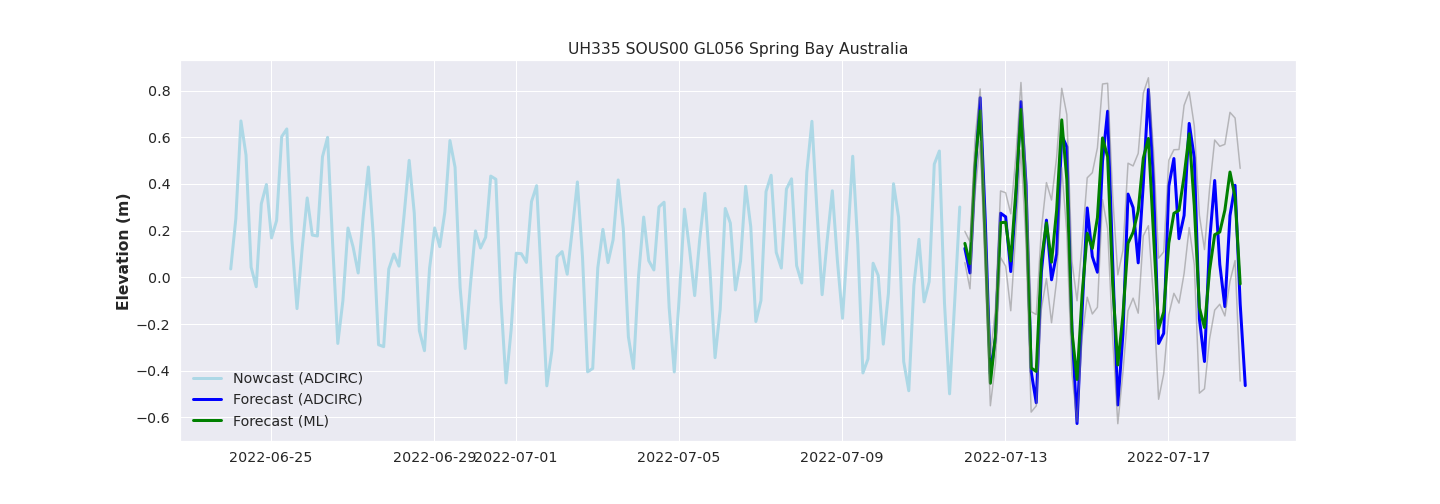 UH335 SOUS00 GL056 Spring Bay Australia
Elevation (m)
0.8
0.6
0.4
0.2
0.0
−0.2
−0.4
−0.6
Nowcast (ADCIRC)
Forecast (ADCIRC)
Forecast (ML)
2022-06-25 2022-06-29 2022-07-01 2022-07-05 2022-07-09 2022-07-13 2022-07-17